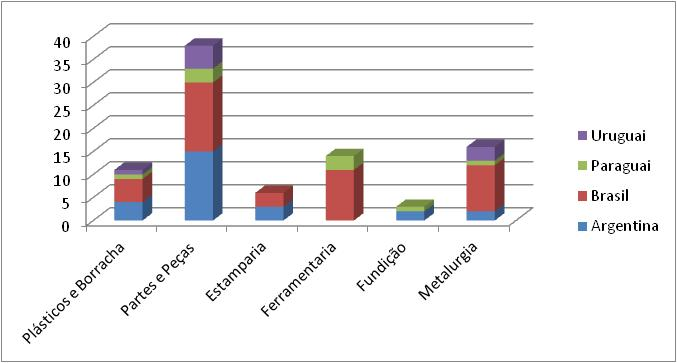 40
35
30
25
20
15
10
5
0
Plásticos e Borracha
Partes e Peças
Estamparia
Ferramentaria
Fundição
Metalurgia
Uruguai
Paraguai
Brasil
Argentina